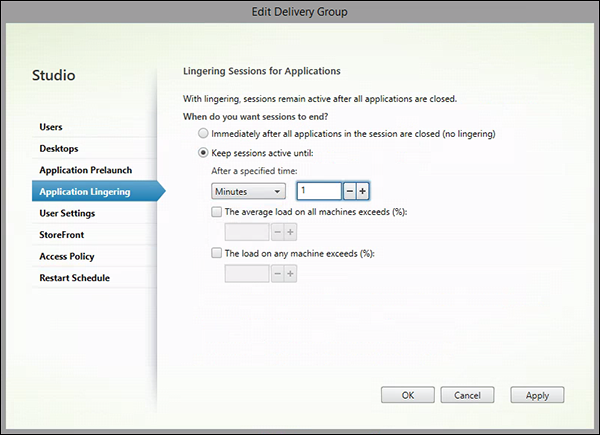 Edit Delivery Group
Studio
Users
Desktops
Application Prelaunch
Application Lingering
User Settings
StoreFront
Access Policy
Restart Schedule
Lingering Sessions for Applications
With lingering, sessions remain active after all applications are closed.
When do you want sessions to end?
Immediately after all applications in the session are closed (no lingering)
Keep sessions active until:
After a specified time:
Minutes 1
The average load on all machines exceeds (%):
The load on any machine exceeds (%):
OK Cancel Apply